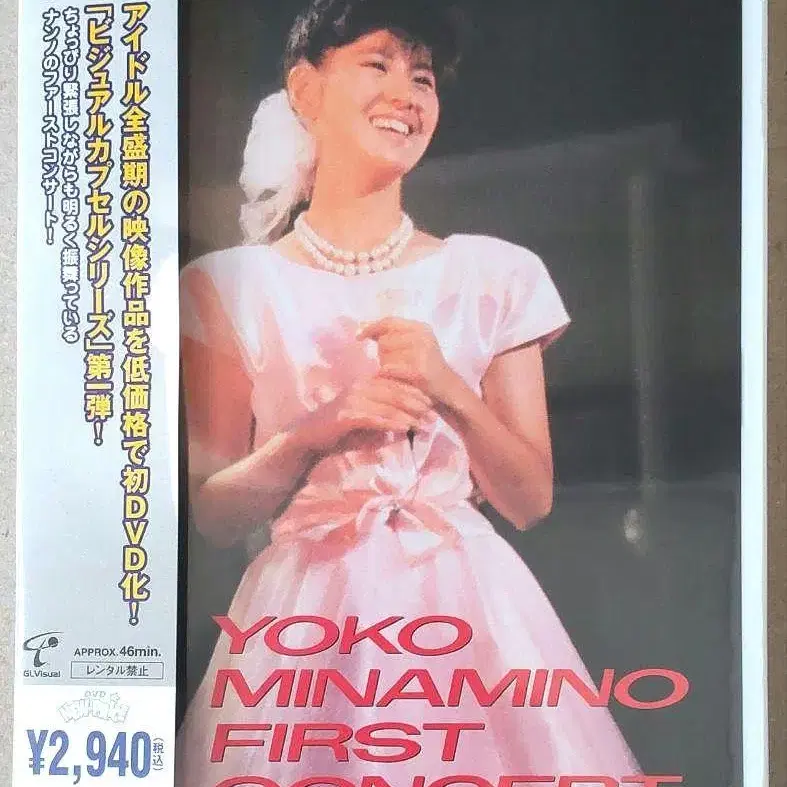 アイドル全盛期の映像作品を低価格で初DVD化!
「ビジュアルカプセルシリーズ」第一弾!
ちょっぴり緊張しながらも明るく振舞っている
ナンノのファーストコンサート!
GLVisual
APPROX.46min.
レンタル禁止
DVD
NEW PRICE
¥2,940(税込)
YOKO
MINAMINO
FIRST
CONCERT